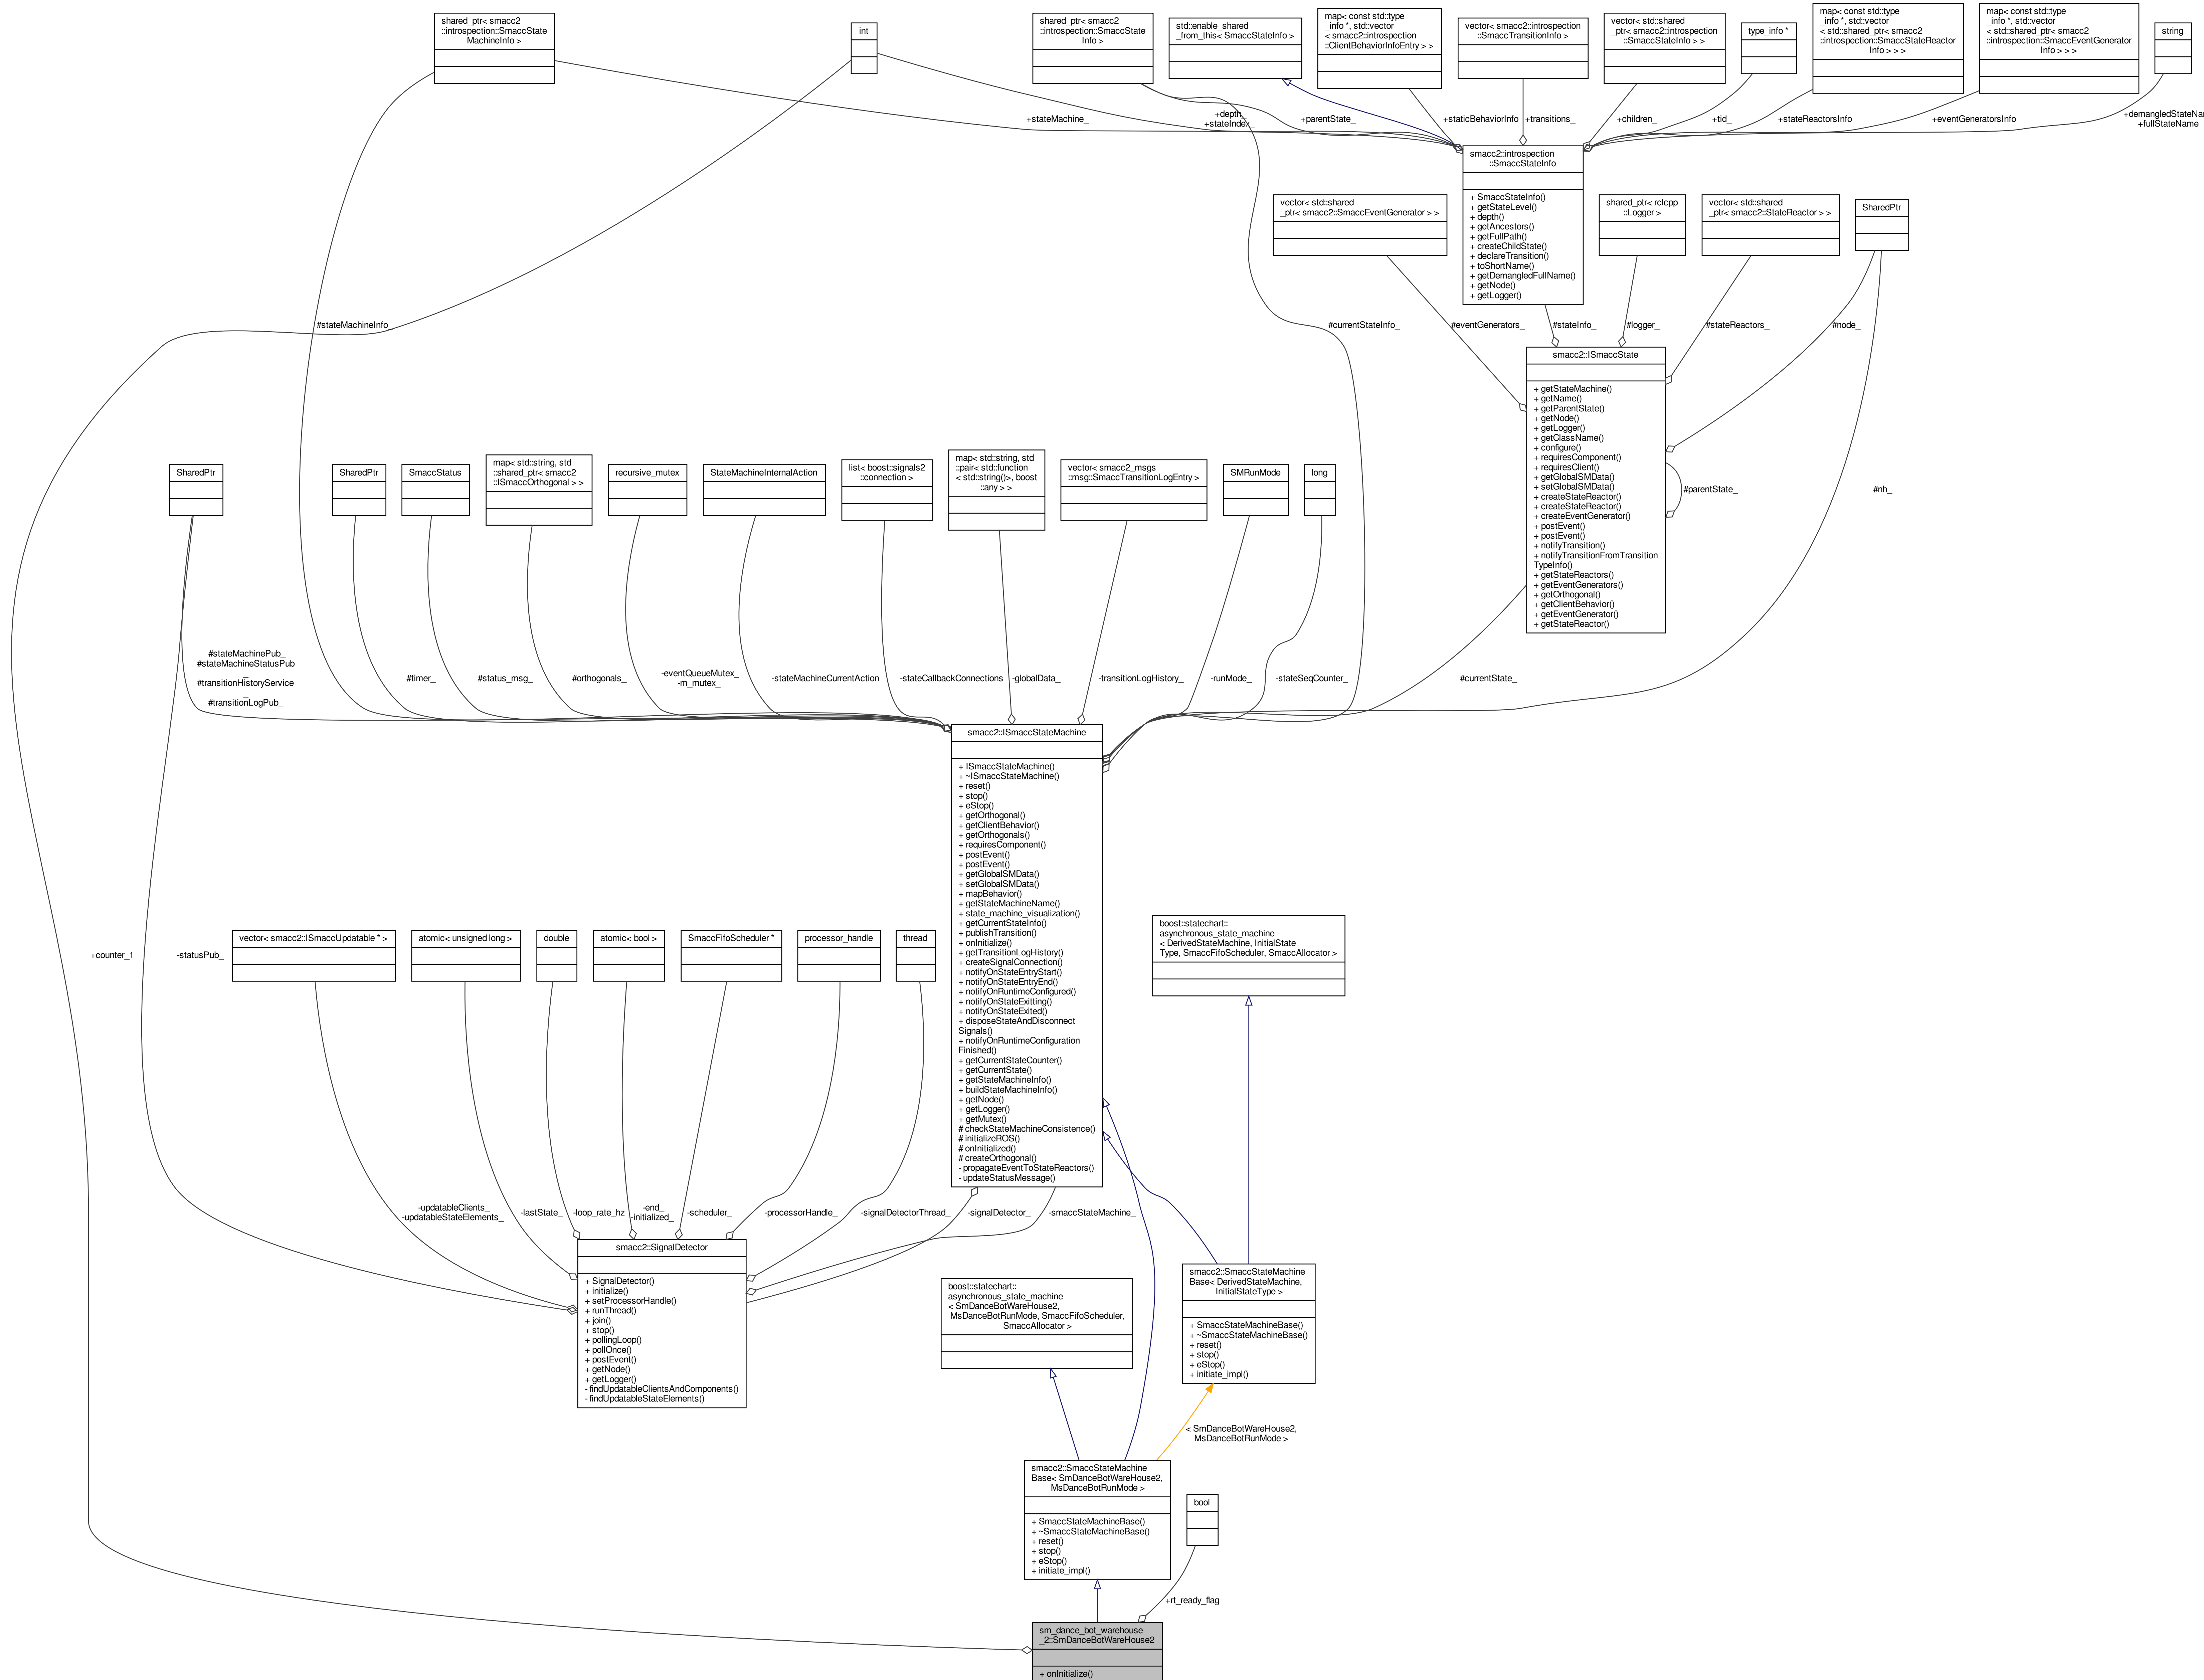 shared_ptr< smacc2
::introspection::SmaccState
MachineInfo >
int
shared_ptr< smacc2
::introspection::SmaccState
Info >
std::enable_shared
_from_this< SmaccStateInfo >
map< const std::type
_info *, std::vector
< smacc2::introspection
::ClientBehaviorInfoEntry > >
vector< smacc2::introspection
::SmaccTransitionInfo >
vector< std::shared
_ptr< smacc2::introspection
::SmaccStateInfo > >
type_info *
map< const std::type
_info *, std::vector
< std::shared_ptr< smacc2
::introspection::SmaccStateReactor
Info > > >
map< const std::type
_info *, std::vector
< std::shared_ptr< smacc2
::introspection::SmaccEventGenerator
Info > > >
string
+stateMachine_
+depth_
+stateIndex_
+parentState_
+staticBehaviorInfo
+transitions_
+children_
+tid_
+stateReactorsInfo
+eventGeneratorsInfo
+fullStateName
smacc2::introspection
::SmaccStateInfo
+ SmaccStateInfo()
+ getStateLevel()
+ depth()
+ getAncestors()
+ getFullPath()
+ createChildState()
+ declareTransition()
+ toShortName()
+ getDemangledFullName()
+ getNode()
+ getLogger()
vector< std::shared
_ptr< smacc2::SmaccEventGenerator > >
shared_ptr< rclcpp
::Logger >
vector< std::shared
_ptr< smacc2::StateReactor > >
SharedPtr
#stateMachineInfo_
#currentStateInfo_
#eventGenerators_
#stateInfo_
#logger_
#stateReactors_
#node_
smacc2::ISmaccState
+ getStateMachine()
+ getName()
+ getParentState()
+ getNode()
+ getLogger()
+ getClassName()
+ configure()
+ requiresComponent()
+ requiresClient()
+ getGlobalSMData()
+ setGlobalSMData()
+ createStateReactor()
+ createStateReactor()
+ createEventGenerator()
+ postEvent()
+ postEvent()
+ notifyTransition()
+ notifyTransitionFromTransition
TypeInfo()
+ getStateReactors()
+ getEventGenerators()
+ getOrthogonal()
+ getClientBehavior()
+ getEventGenerator()
+ getStateReactor()
#parentState_
#nh_
SharedPtr
SharedPtr
SmaccStatus
map< std::string, std
::shared_ptr< smacc2
::ISmaccOrthogonal > >
recursive_mutex
StateMachineInternalAction
list< boost::signals2
::connection >
map< std::string, std
::pair< std::function
< std::string()>, boost
::any > >
vector< smacc2_msgs
::msg::SmaccTransitionLogEntry >
SMRunMode
long
#stateMachinePub_
#stateMachineStatusPub
_
#transitionHistoryService
_
#transitionLogPub_
#timer_
#status_msg_
#orthogonals_
-eventQueueMutex_
-m_mutex_
-stateMachineCurrentAction
-stateCallbackConnections
-globalData_
-transitionLogHistory_
-runMode_
-stateSeqCounter_
#currentState_
smacc2::ISmaccStateMachine
+ ISmaccStateMachine()
+ ~ISmaccStateMachine()
+ reset()
+ stop()
+ eStop()
+ getOrthogonal()
+ getClientBehavior()
+ getOrthogonals()
+ requiresComponent()
+ postEvent()
+ postEvent()
+ getGlobalSMData()
+ setGlobalSMData()
+ mapBehavior()
+ getStateMachineName()
+ state_machine_visualization()
+ getCurrentStateInfo()
+ publishTransition()
+ onInitialize()
+ getTransitionLogHistory()
+ createSignalConnection()
+ notifyOnStateEntryStart()
+ notifyOnStateEntryEnd()
+ notifyOnRuntimeConfigured()
+ notifyOnStateExitting()
+ notifyOnStateExited()
+ disposeStateAndDisconnect
Signals()
+ notifyOnRuntimeConfiguration
Finished()
+ getCurrentStateCounter()
+ getCurrentState()
+ getStateMachineInfo()
+ buildStateMachineInfo()
+ getNode()
+ getLogger()
+ getMutex()
# checkStateMachineConsistence()
# initializeROS()
# onInitialized()
# createOrthogonal()
- propagateEventToStateReactors()
- updateStatusMessage()
+counter_1
-statusPub_
vector< smacc2::ISmaccUpdatable * >
atomic< unsigned long >
double
atomic< bool >
SmaccFifoScheduler *
processor_handle
thread
boost::statechart::
asynchronous_state_machine
< DerivedStateMachine, InitialState
Type, SmaccFifoScheduler, SmaccAllocator >
-updatableClients_
-updatableStateElements_
-lastState_
-loop_rate_hz
-end_
-initialized_
-scheduler_
-processorHandle_
-signalDetectorThread_
-signalDetector_
-smaccStateMachine_
smacc2::SignalDetector
+ SignalDetector()
+ initialize()
+ setProcessorHandle()
+ runThread()
+ join()
+ stop()
+ pollingLoop()
+ pollOnce()
+ postEvent()
+ getNode()
+ getLogger()
- findUpdatableClientsAndComponents()
- findUpdatableStateElements()
smacc2::SmaccStateMachine
Base< DerivedStateMachine,
InitialStateType >
+ SmaccStateMachineBase()
+ ~SmaccStateMachineBase()
+ reset()
+ stop()
+ eStop()
+ initiate_impl()
boost::statechart::
asynchronous_state_machine
< SmDanceBotWareHouse2,
MsDanceBotRunMode, SmaccFifoScheduler,
SmaccAllocator >
< SmDanceBotWareHouse2,
MsDanceBotRunMode >
smacc2::SmaccStateMachine
Base< SmDanceBotWareHouse2,
MsDanceBotRunMode >
+ SmaccStateMachineBase()
+ ~SmaccStateMachineBase()
+ reset()
+ stop()
+ eStop()
+ initiate_impl()
bool
+rt_ready_flag
sm_dance_bot_warehouse
_2::SmDanceBotWareHouse2
+ onInitialize()